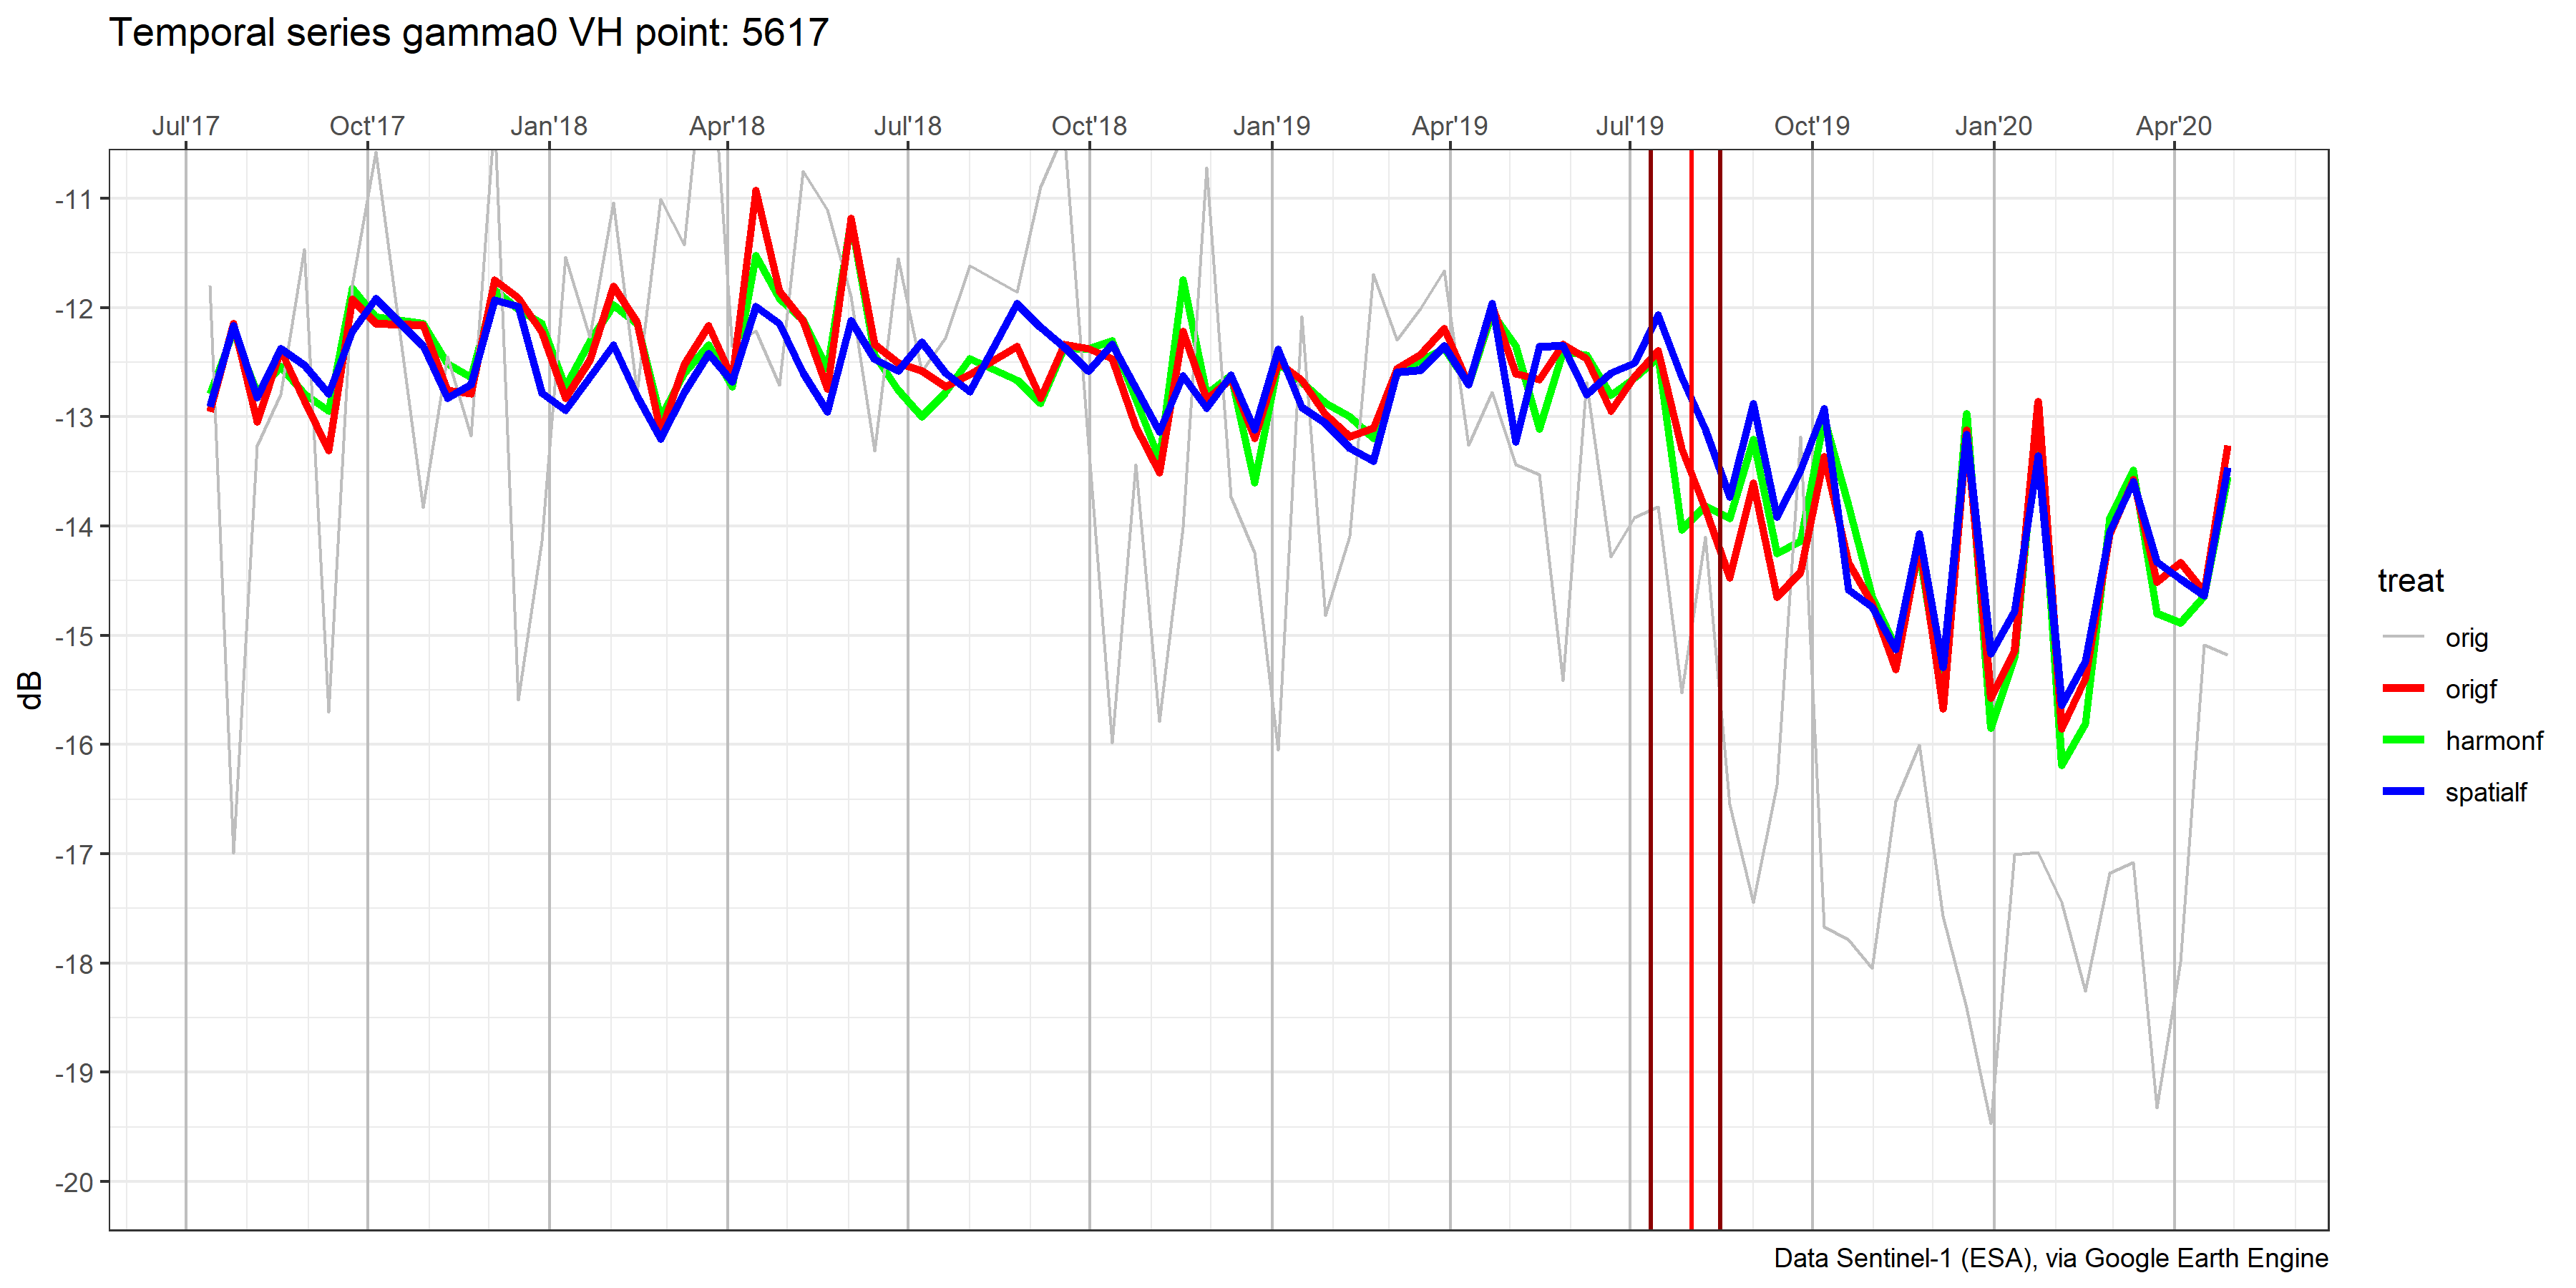 Temporal series gamma0 VH point: 5617
Jul'17 Oct'17 Jan'18 Apr'18 Jul'18 Oct'18 Jan'19 Apr'19 Jul'19 Oct'19 Jan'20 Apr'20
-11
-12
-13
-14
-15
-16
-17
-18
-19
-20
dB
treat
orig
origf
harmonf
spatialf
Data Sentinel-1 (ESA), via Google Earth Engine